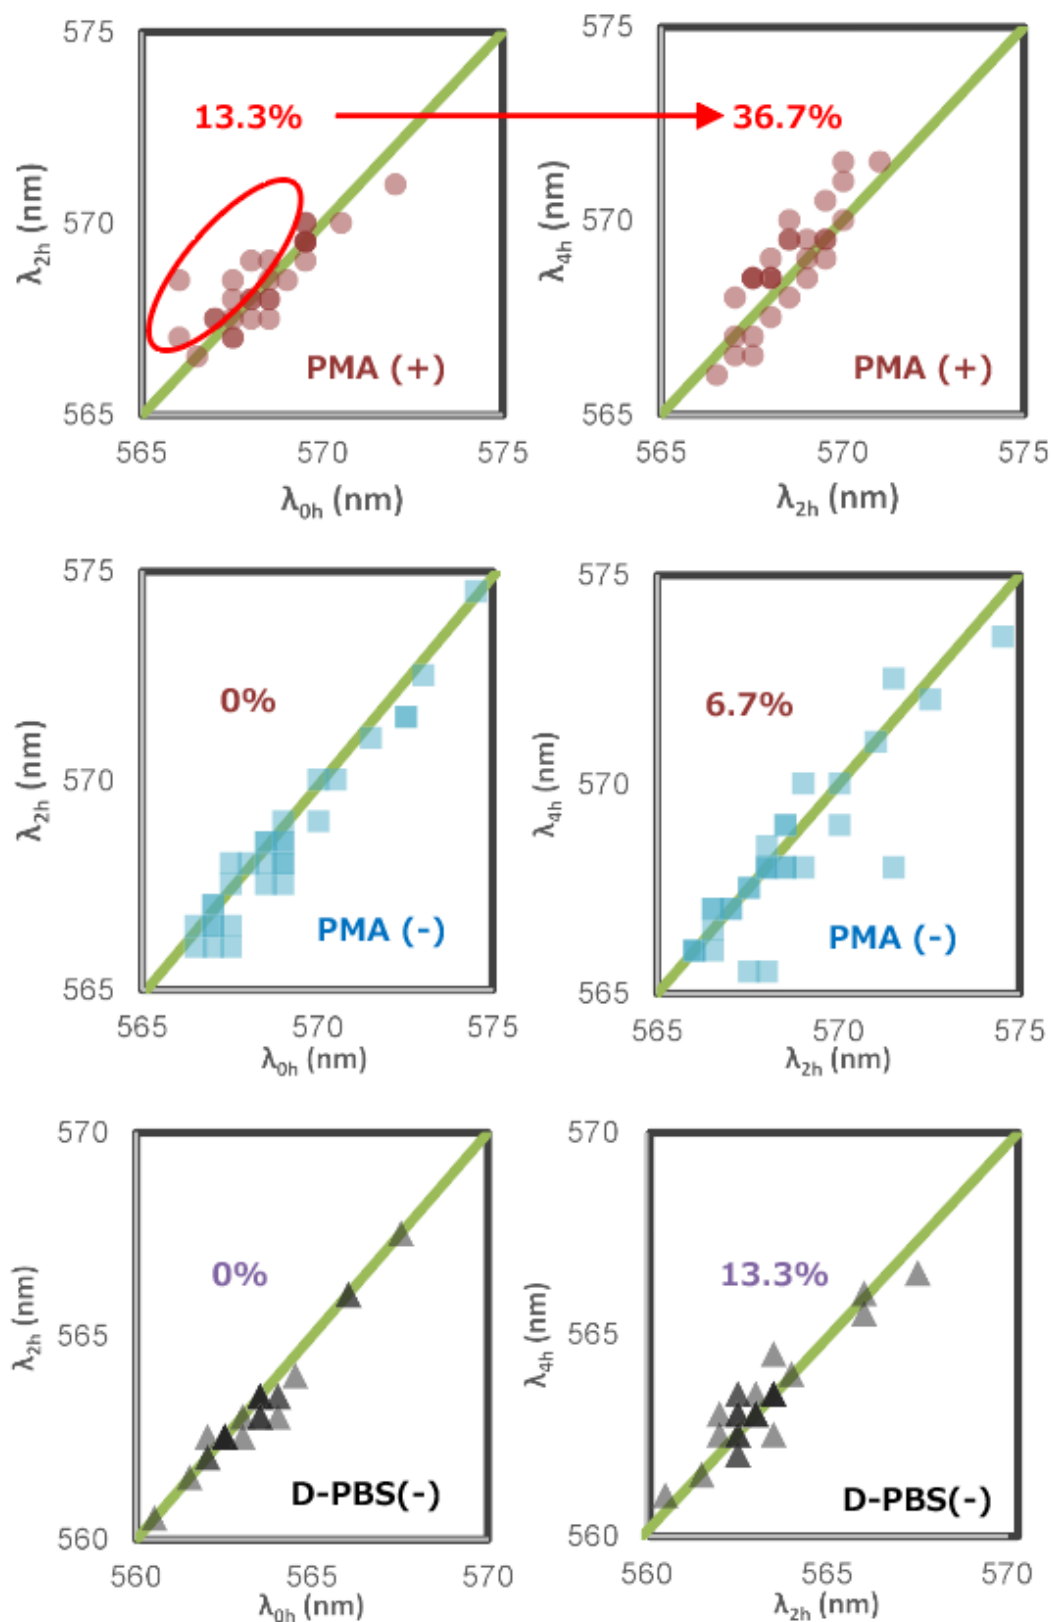 575
570
565
λ2h (nm)
13.3%
PMA (+)
565
570
575
λ0h (nm)
575
570
565
λ4h (nm)
36.7%
PMA (+)
565
570
575
λ2h (nm)
575
570
565
λ2h (nm)
0%
PMA (-)
565
570
575
λ0h (nm)
575
570
565
λ4h (nm)
6.7%
PMA (-)
565
570
575
λ2h (nm)
570
565
560
λ2h (nm)
0%
D-PBS(-)
560
565
570
λ0h (nm)
570
565
560
λ4h (nm)
13.3%
D-PBS(-)
560
565
570
λ2h (nm)